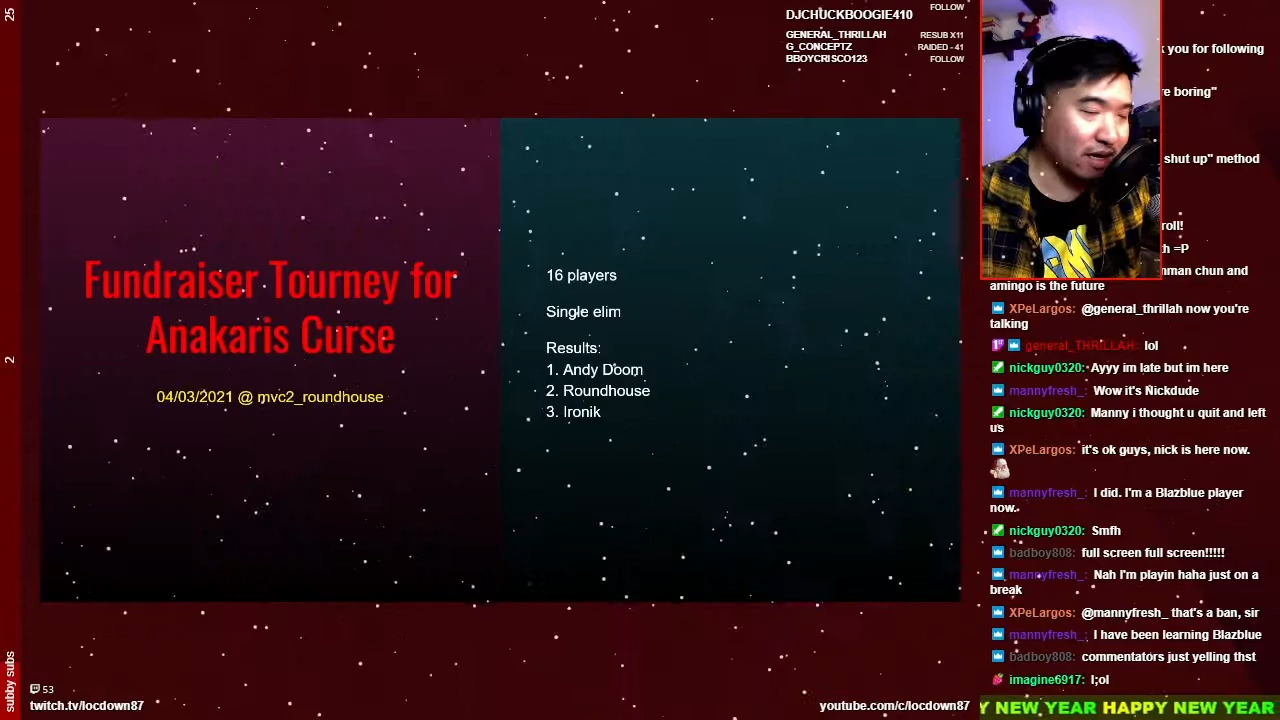 25
DJCHUCKBOOGIE410 FOLLOW
GENERAL_THRILLAH RESUB X11
G_CONCEPTZ RAIDED - 41
BBOYCRISCO123 FOLLOW
Fundraiser Tourney for
Anakaris Curse
04/03/2021 @ mvc2_roundhouse
16 players
Single elim
Results:
1. Andy Doom
2. Roundhouse
3. Ironik
2
subby subs
53
twitch.tv/locdown87
youtube.com/c/locdown87
you for following
boring"
shut up" method
=P
chun and
amingo is the future
XPeLargos: @general_thrillah now you're
talking
general_THRILLAH: lol
nickguy0320: Ayyy im late but im here
mannyfresh_: Wow it's Nickdude
nickguy0320: Manny i thought u quit and left
us
XPeLargos: it's ok guys, nick is here now.
mannyfresh_: I did. I'm a Blazblue player
now.
nickguy0320: Smfh
badboy808: full screen full screen!!!!!
mannyfresh_: Nah I'm playin haha just on a
break
XPeLargos: @mannyfresh_ that's a ban, sir
mannyfresh_: I have been learning Blazblue
badboy808: commentators just yelling thst
imagine6917: l;ol
NEW YEAR HAPPY NEW YEAR